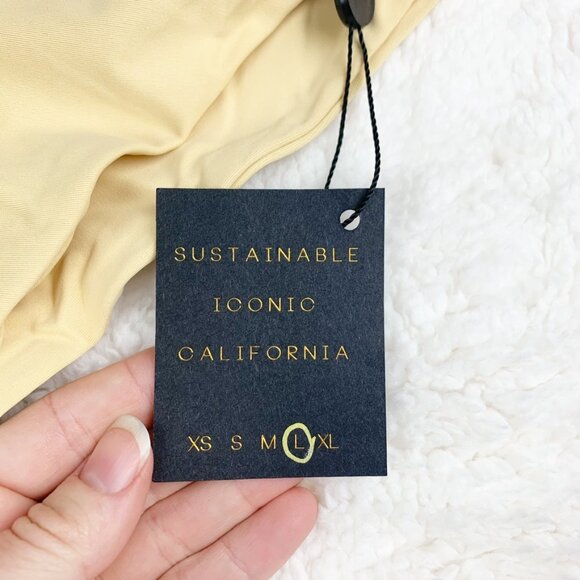 SUSTAINABLE
ICONIC
CALIFORNIA
XS S M L XL